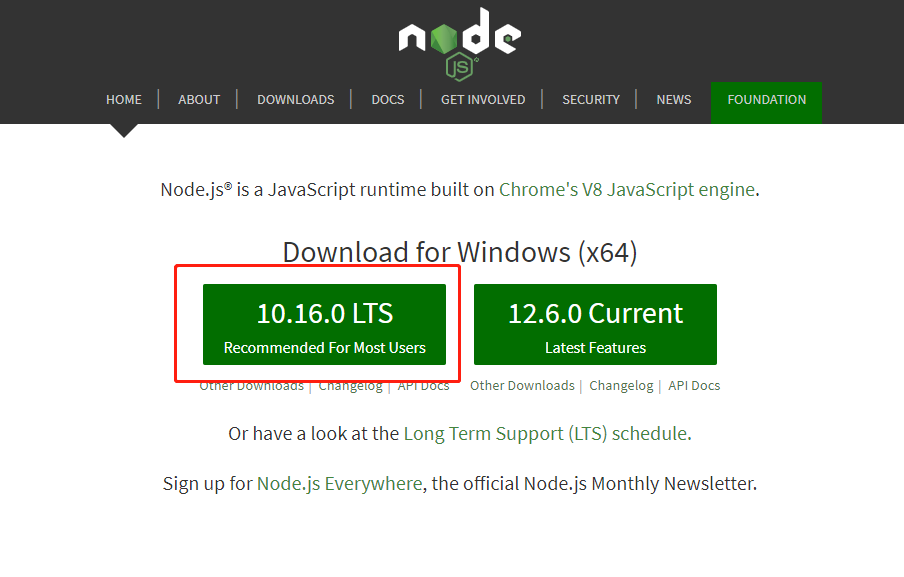 node
JS
HOME | ABOUT | DOWNLOADS | DOCS | GET INVOLVED | SECURITY | NEWS FOUNDATION
Node.js® is a JavaScript runtime built on Chrome's V8 JavaScript engine.
Download for Windows (x64)
10.16.0 LTS
Recommended For Most Users
12.6.0 Current
Latest Features
Other Downloads | Changelog | API Docs
Other Downloads | Changelog | API Docs
Or have a look at the Long Term Support (LTS) schedule.
Sign up for Node.js Everywhere, the official Node.js Monthly Newsletter.